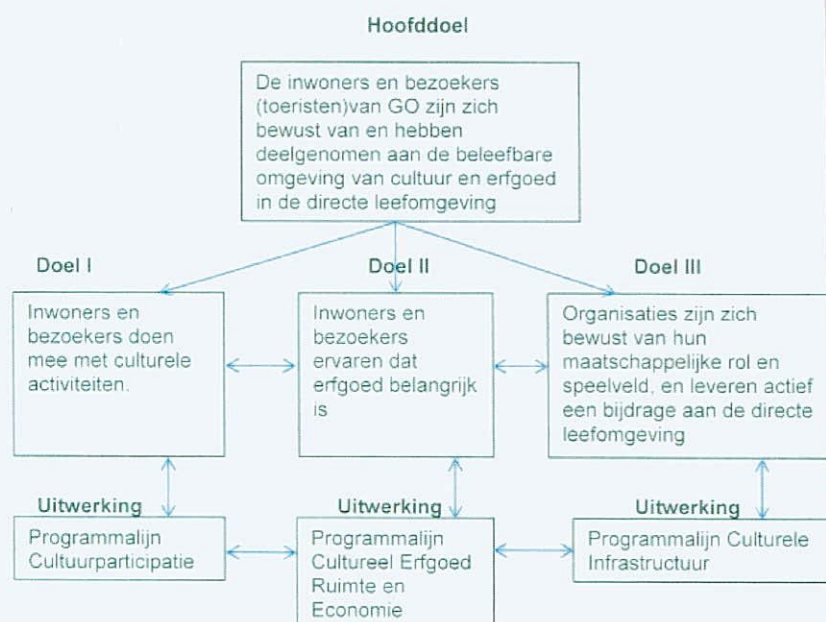 Hoofddoel
De inwoners en bezoekers
(toeristen)van GO zijn zich
bewust van en hebben
deelgenomen aan de beleefbare
omgeving van cultuur en erfgoed
in de directe leefomgeving
Doel I
Inwoners en
bezoekers doen
mee met culturele
activiteiten.
Doel II
Inwoners en
bezoekers
ervaren dat
erfgoed belangrijk
is
Doel III
Organisaties zijn zich
bewust van hun
maatschappelijke rol en
speelveld, en leveren actief
een bijdrage aan de directe
leefomgeving
Uitwerking
Programmalijn
Cultuurparticipatie
Uitwerking
Programmalijn
Cultureel Erfgoed
Ruimte en
Economie
Uitwerking
Programmalijn Culturele
Infrastructuur